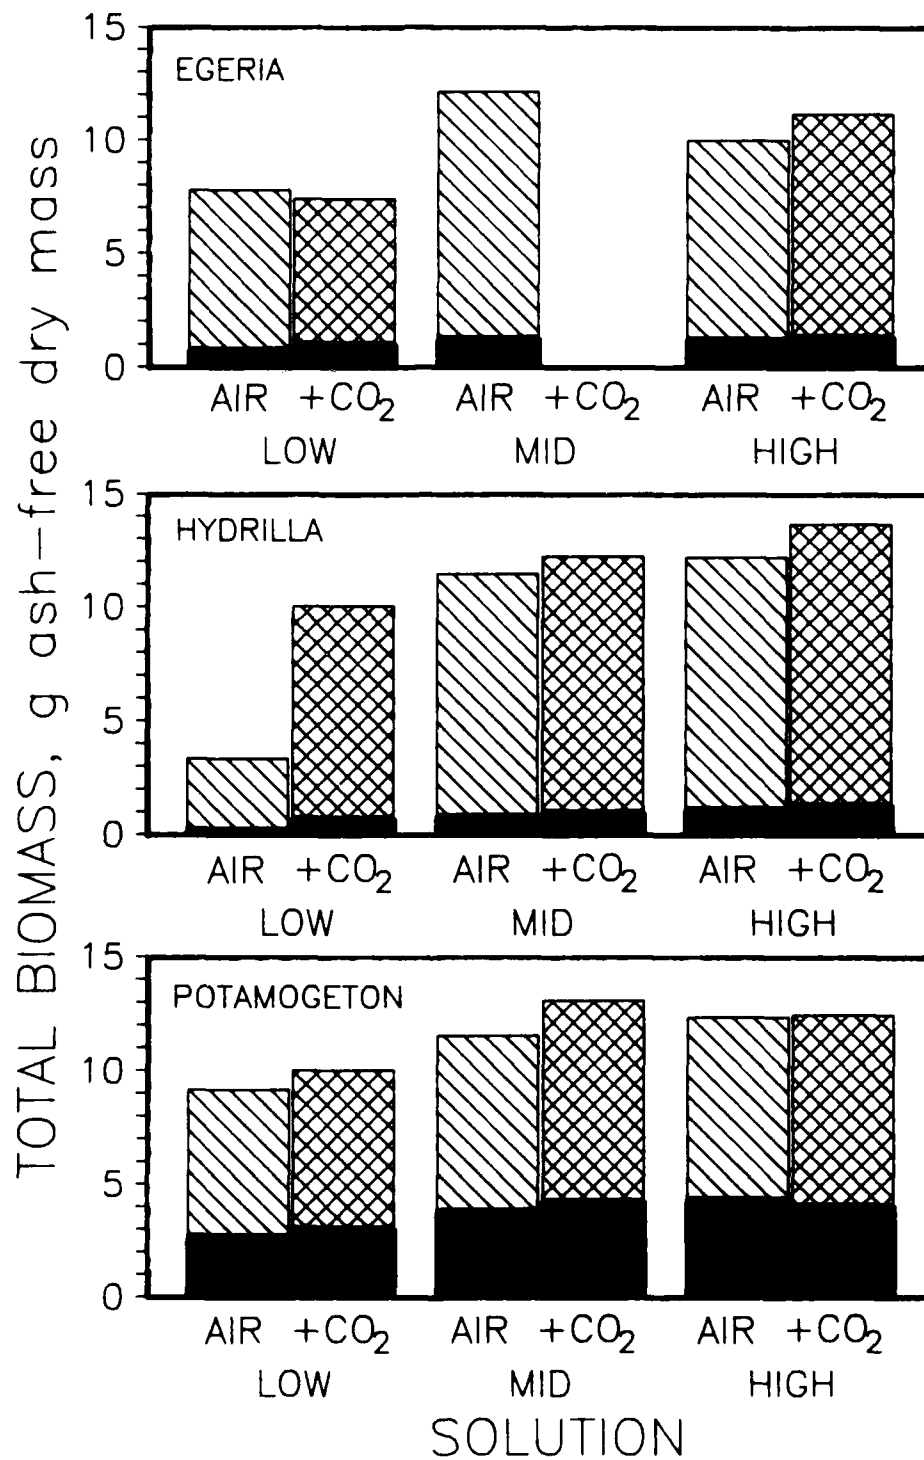 TOTAL BIOMASS, g ash-free dry mass
15
EGERIA
10
5
0
AIR +CO2 AIR +CO2 AIR +CO2
LOW MID HIGH
15
HYDRILLA
10
5
0
AIR +CO2 AIR +CO2 AIR +CO2
LOW MID HIGH
15
POTAMOGETON
10
5
0
AIR +CO2 AIR +CO2 AIR +CO2
LOW MID HIGH
SOLUTION